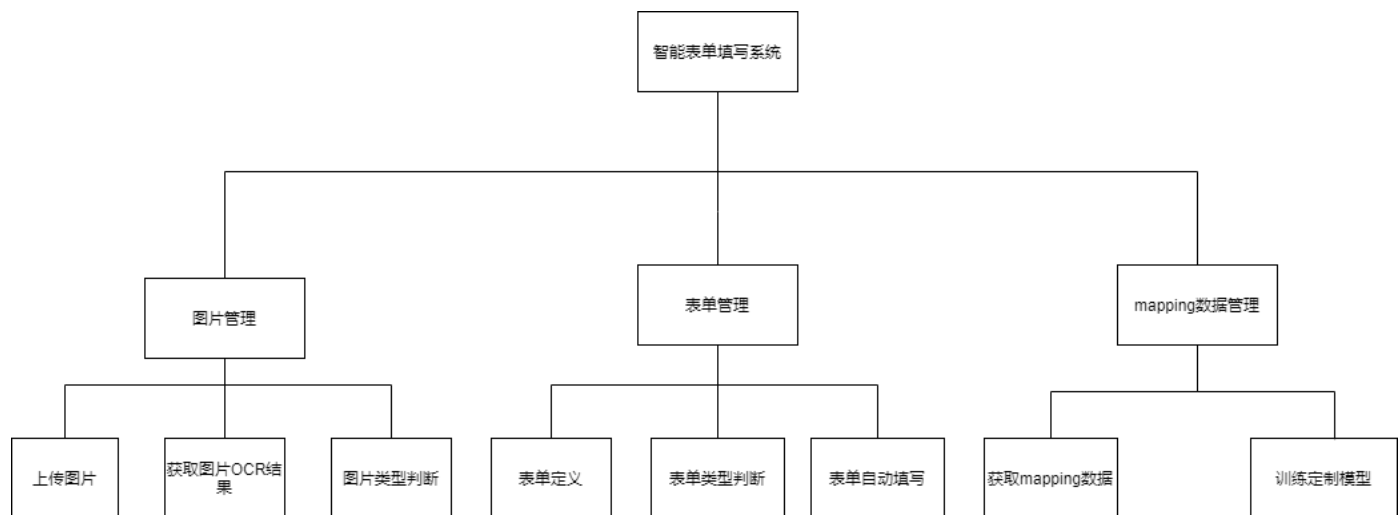 智能表单填写系统
图片管理
表单管理
mapping数据管理
上传图片
获取图片OCR结
果
图片类型判断
表单定义
表单类型判断
表单自动填写
获取mapping数据
训练定制模型